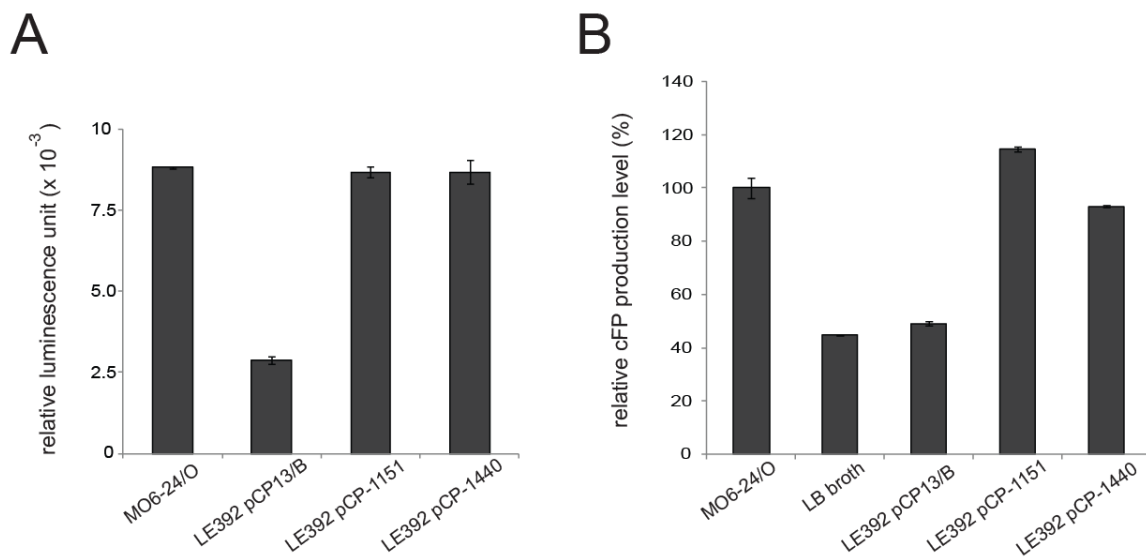 A
relative luminescence unit (x 10 -3)
10
7.5
5.0
2.5
0
MO6-24/O
LE392 pCP13/B
LE392 pCP-1151
LE392 pCP-1440
B
relative cFP production level (%)
140
120
100
80
60
40
20
0
MO6-24/O
LB broth
LE392 pCP13/B
LE392 pCP-1151
LE392 pCP-1440